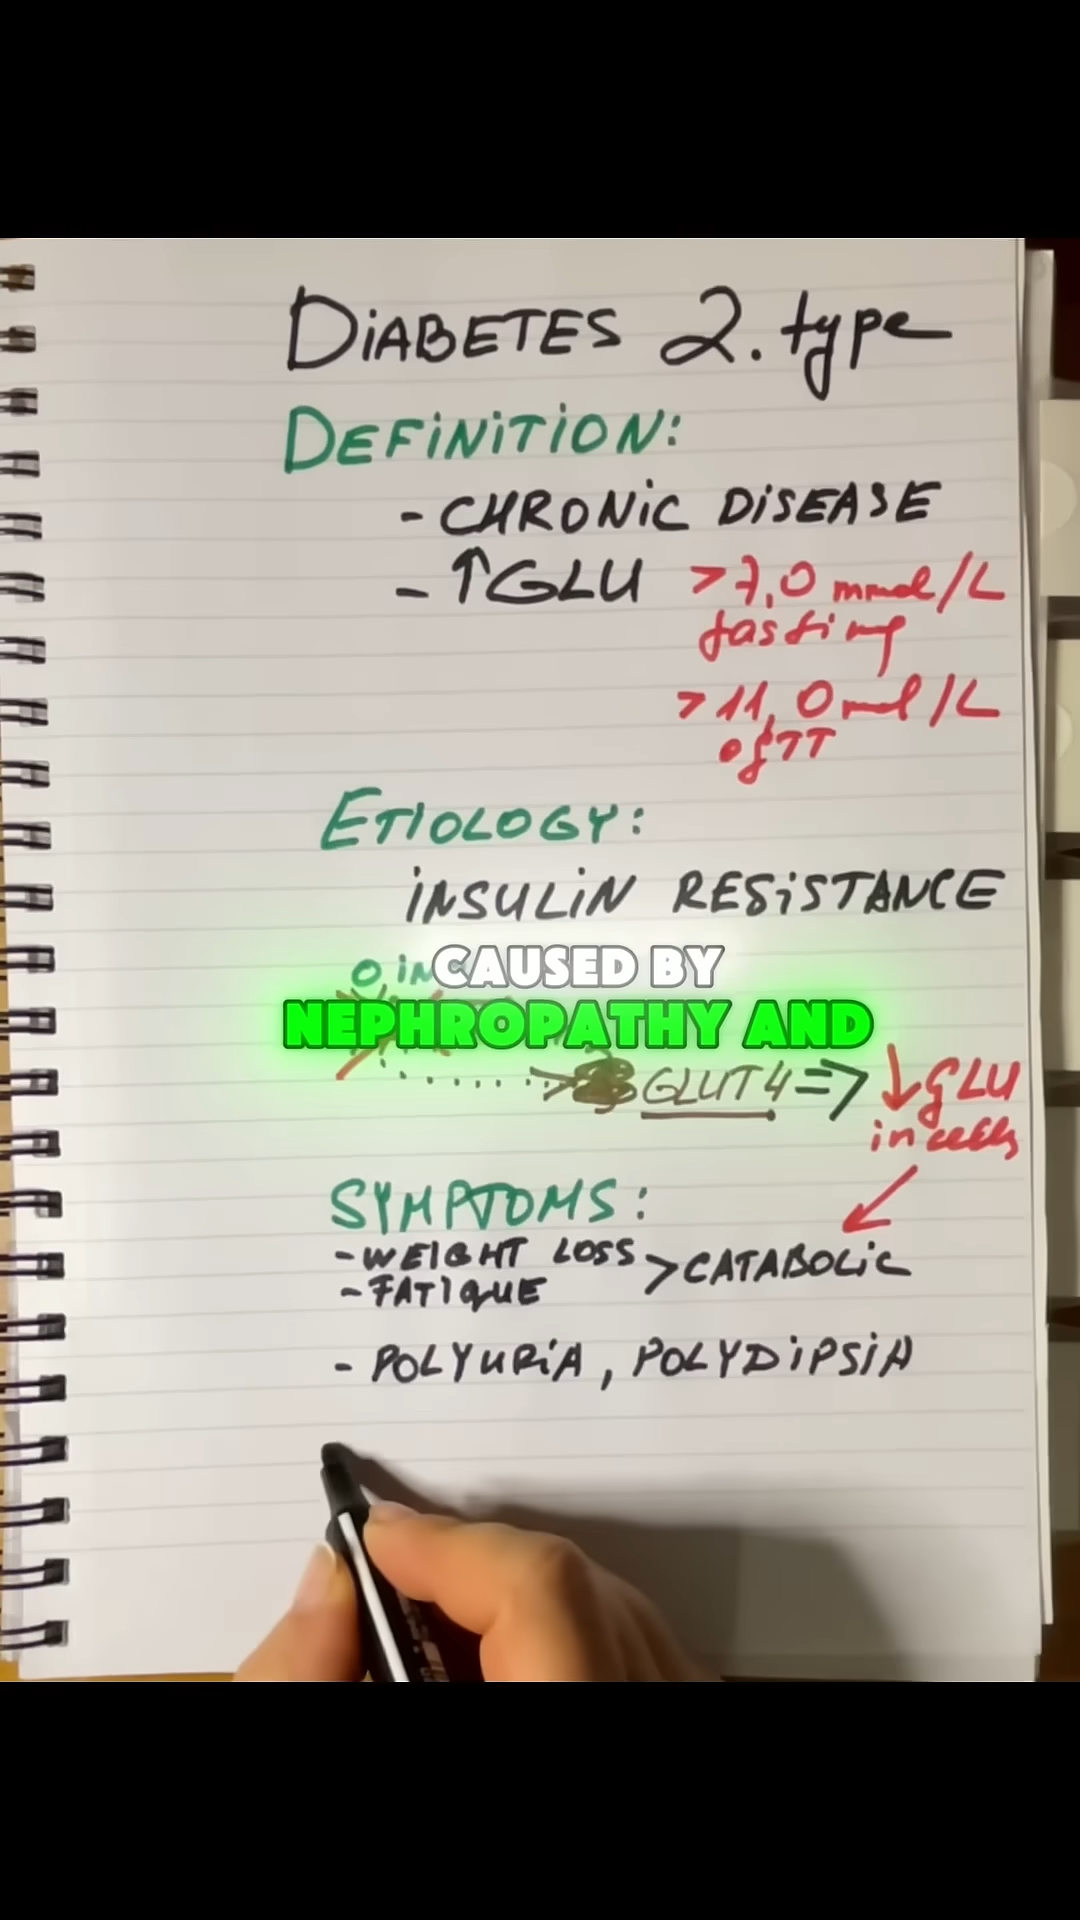 DiABETES 2. type
DEFiNiTiON:
- CHRONiC DiSEASE
- ↑GLU >7,0 mmol/L
fasting
>11,0 mol/L
ogTT
ETIOLOGY:
iNSULiN RESiSTANCE
CAUSED BY
NEPHROPATHY AND
GLUT4 => ↓GLU
in cells
SYMPTOMS:
- WEIGHT LOSS
- FATIQUE > CATABOLiC
- POLYURiA, POLYDiPSiA